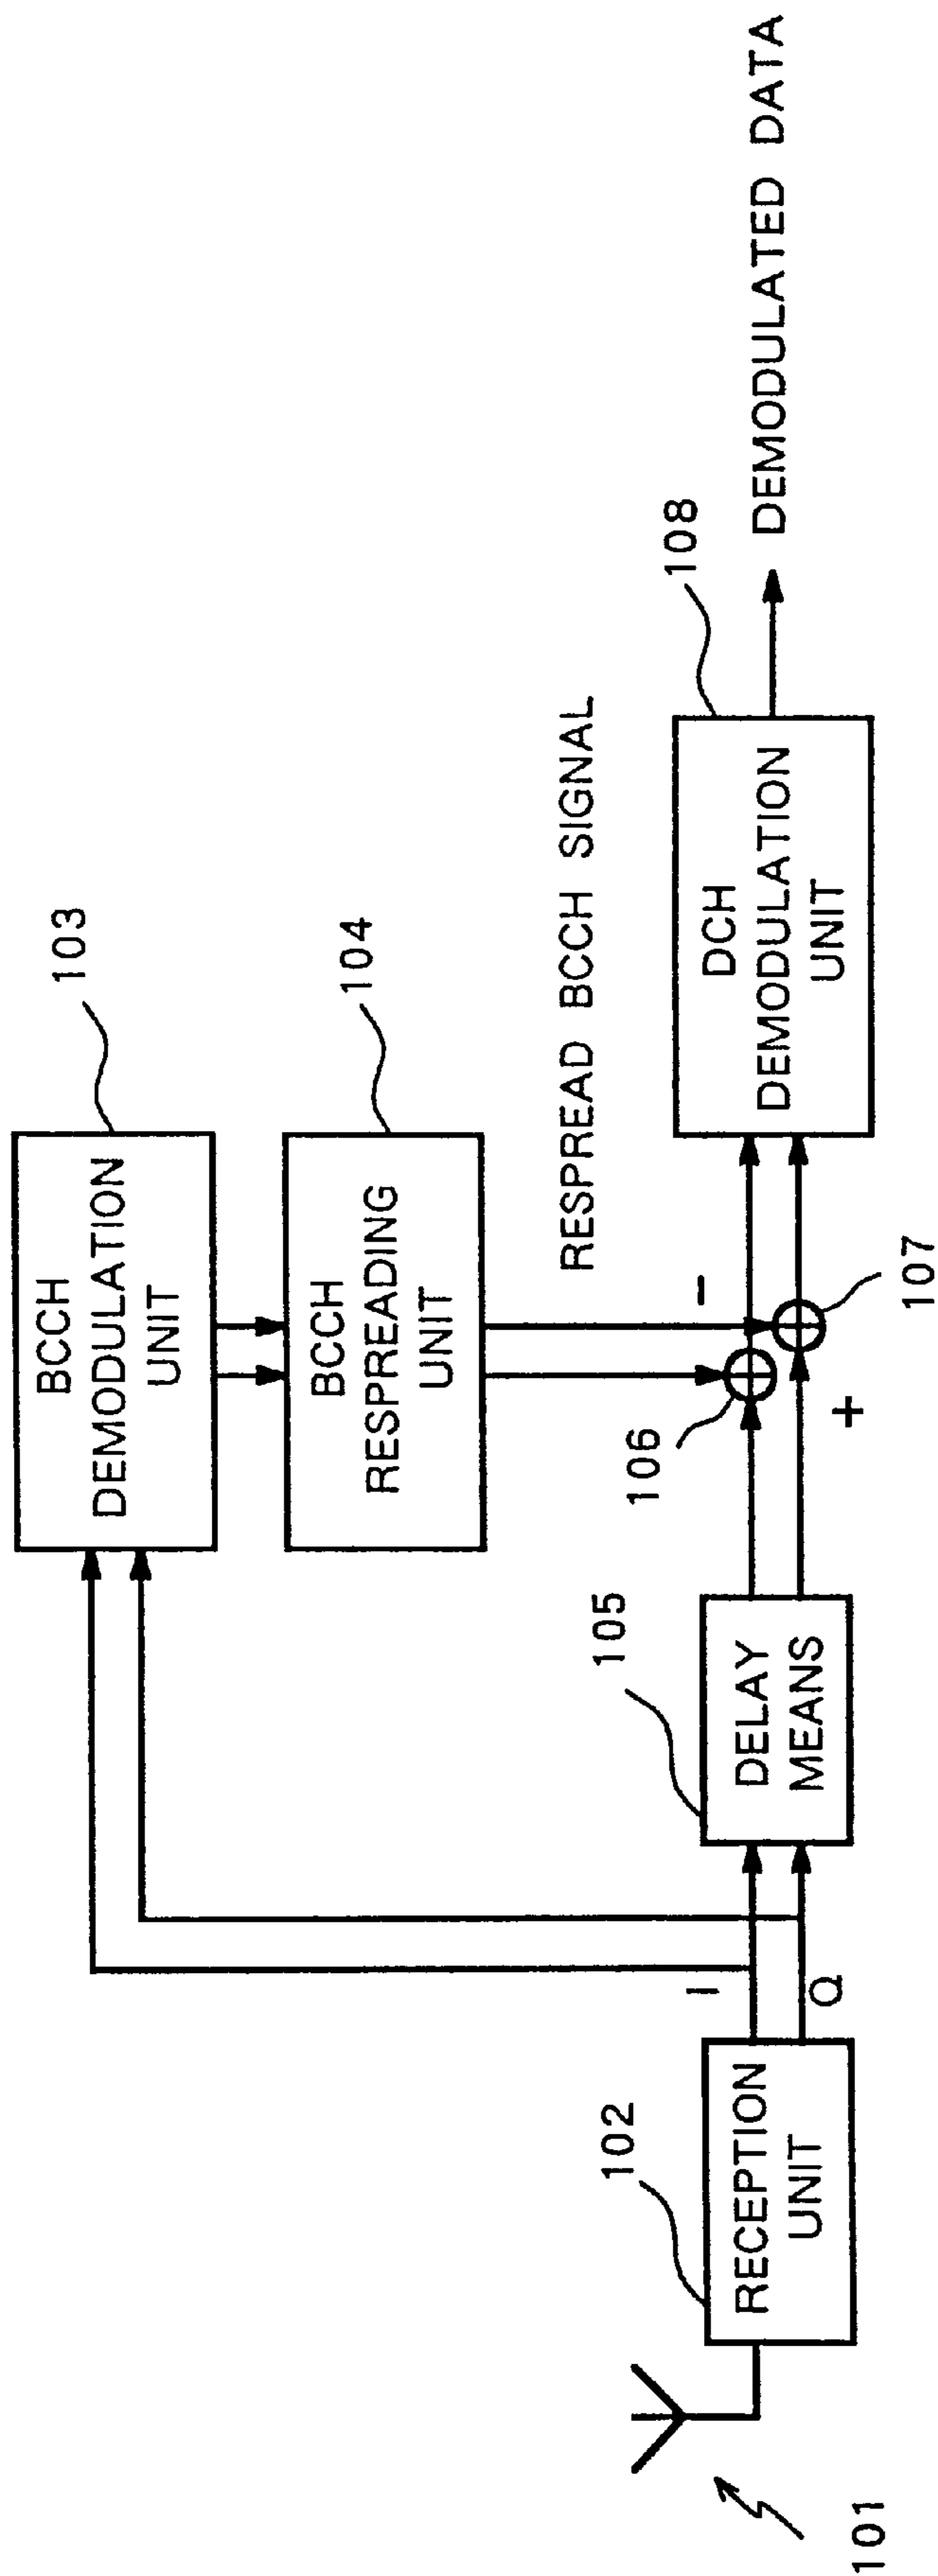 103
BCCH
DEMODULATION
UNIT
104
BCCH
RESPREADING
UNIT
RESPREAD BCCH SIGNAL
101
102
RECEPTION
UNIT
I
Q
105
DELAY
MEANS
106
+
−
107
108
DCH
DEMODULATION
UNIT
DEMODULATED DATA